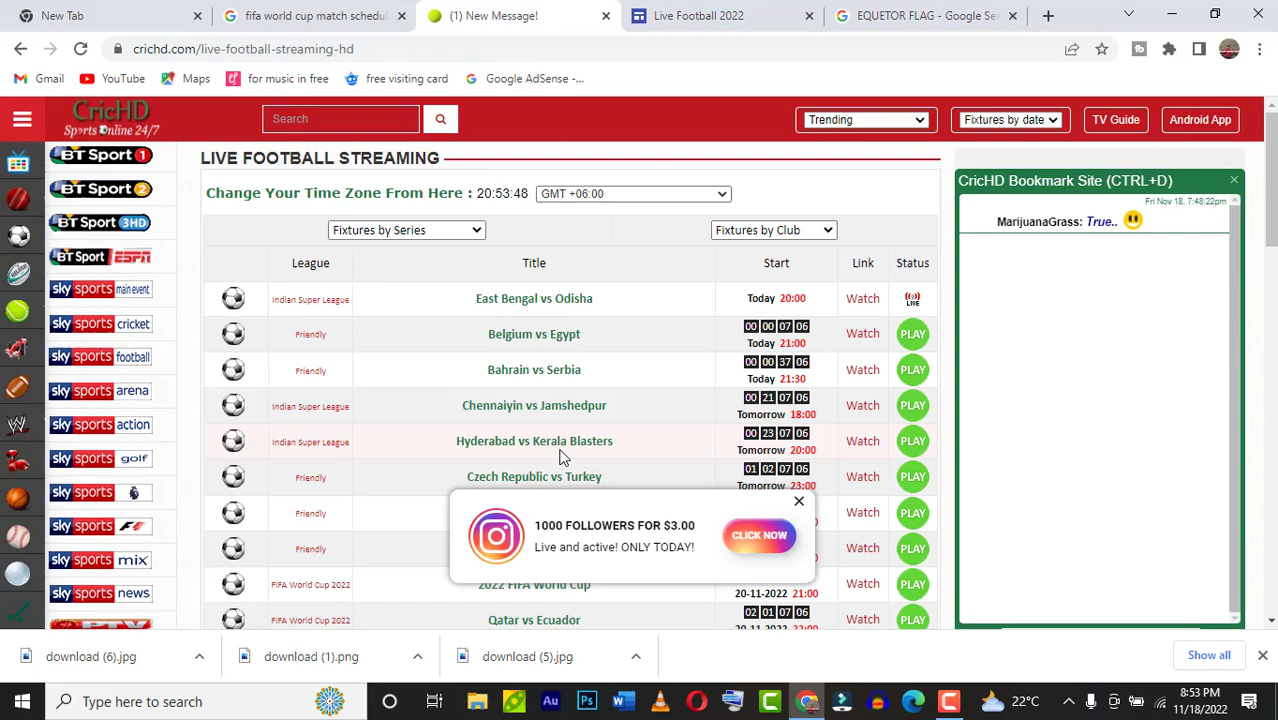 New Tab
fifa world cup match schedul
(1) New Message!
Live Football 2022
EQUETOR FLAG - Google Sea
crichd.com/live-football-streaming-hd
Gmail
YouTube
Maps
for music in free
free visiting card
Google AdSense -...
CricHD
Sports Online 24/7
Search
Trending
Fixtures by date
TV Guide
Android App
BT Sport 1
BT Sport 2
BT Sport 3HD
BT Sport ESPN
sky sports main event
sky sports cricket
sky sports football
sky sports arena
sky sports action
sky sports golf
sky sports
sky sports F1
sky sports mix
sky sports news
LIVE FOOTBALL STREAMING
Change Your Time Zone From Here : 20:53:48 GMT +06:00
Fixtures by Series
Fixtures by Club
League Title Start Link Status
Indian Super League East Bengal vs Odisha Today 20:00 Watch LIVE
Friendly Belgium vs Egypt 00 00 07 06 Today 21:00 Watch PLAY
Friendly Bahrain vs Serbia 00 00 37 06 Today 21:30 Watch PLAY
Indian Super League Chennaiyin vs Jamshedpur 00 21 07 06 Tomorrow 18:00 Watch PLAY
Indian Super League Hyderabad vs Kerala Blasters 00 23 07 06 Tomorrow 20:00 Watch PLAY
Friendly Czech Republic vs Turkey 01 02 07 06 Tomorrow 23:00 Watch PLAY
Friendly Watch PLAY
Friendly Watch PLAY
FIFA World Cup 2022 2022 FIFA World Cup 20-11-2022 21:00 Watch PLAY
FIFA World Cup 2022 Qatar vs Ecuador 02 01 07 06 20-11-2022 22:00 Watch PLAY
1000 FOLLOWERS FOR $3.00
Live and active! ONLY TODAY!
CLICK NOW
CricHD Bookmark Site (CTRL+D)
Fri Nov 18, 7:48:22pm
MarijuanaGrass: True..
download (6).jpg
download (1).png
download (5).jpg
Show all
Type here to search
22°C
8:53 PM
11/18/2022